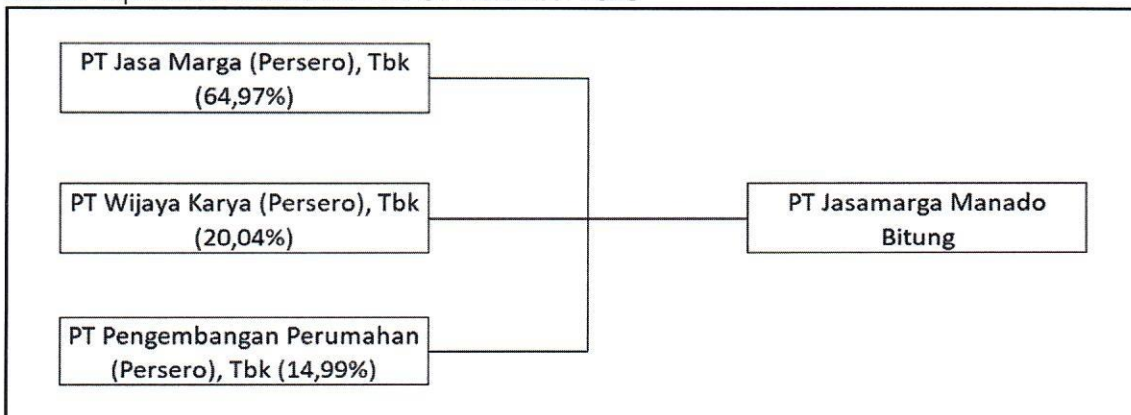 PT Jasa Marga (Persero), Tbk
(64,97%)
PT Wijaya Karya (Persero), Tbk
(20,04%)
PT Pengembangan Perumahan
(Persero), Tbk (14,99%)
PT Jasamarga Manado
Bitung